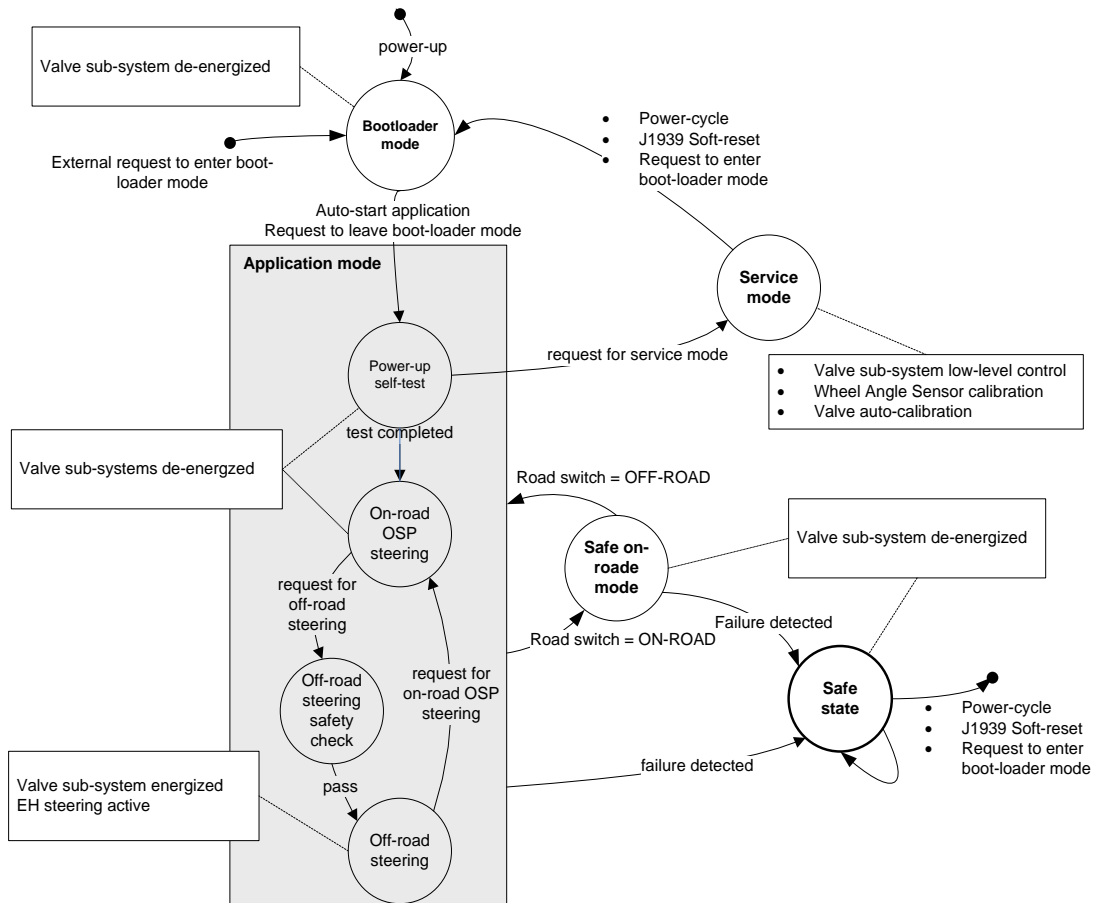 power-up
Valve sub-system de-energized
Bootloader
mode
External request to enter boot-
loader mode
• Power-cycle
• J1939 Soft-reset
• Request to enter
boot-loader mode
Auto-start application
Request to leave boot-loader mode
Application mode
Service
mode
Power-up
self-test
request for service mode
• Valve sub-system low-level control
• Wheel Angle Sensor calibration
• Valve auto-calibration
test completed
Valve sub-systems de-energzed
On-road
OSP
steering
Road switch = OFF-ROAD
Safe on-
roade
mode
Valve sub-system de-energized
request for
off-road
steering
Road switch = ON-ROAD
Failure detected
Off-road
steering
safety
check
request for
on-road OSP
steering
Safe
state
• Power-cycle
• J1939 Soft-reset
• Request to enter
boot-loader mode
failure detected
Valve sub-system energized
EH steering active
pass
Off-road
steering